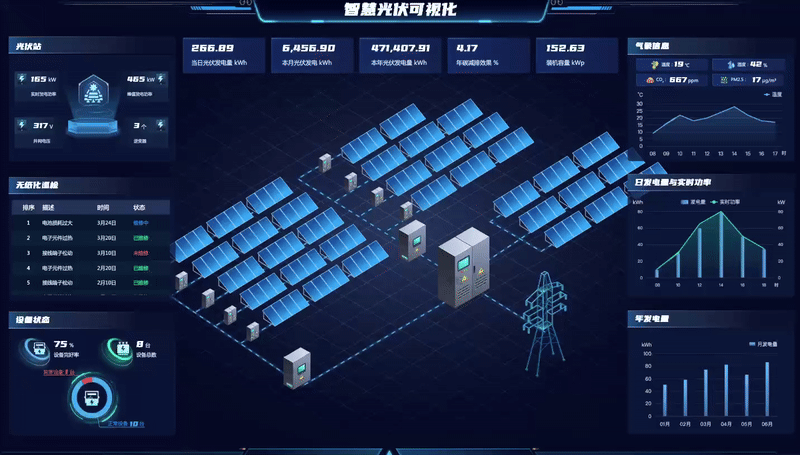 智慧光伏可视化
光伏站
165 kW
实时发电功率
465 kW
峰值发电功率
317 V
并网电压
3 个
逆变器
266.89
当日光伏发电量 kWh
6,456.90
本月光伏发电 kWh
471,407.91
本年光伏发电量 kWh
4.17
年碳减排效果 %
152.63
装机容量 kWp
无纸化巡检
排序 描述 时间 状态
1 电池损耗过大 3月24日 维修中
2 电子元件过热 3月20日 已维修
3 接线端子松动 3月10日 未维修
4 电子元件过热 2月20日 已维修
5 接线端子松动 2月10日 已维修
设备状态
75 %
设备完好率
8 台
设备总数
异常设备 1 台
正常设备 10 台
气象信息
温度: 19 ℃
湿度: 42 %
CO₂: 667 ppm
PM2.5: 17 μg/m³
℃
温度
30
25
20
15
10
5
0
08 09 10 11 12 13 14 15 16 17 时
日发电量与实时功率
kWh
发电量
实时功率
kW
80 80
60 60
40 40
20 20
0 0
08 10 12 14 16 18 时
年发电量
kWh
月发电量
100
80
60
40
20
0
01月 02月 03月 04月 05月 06月